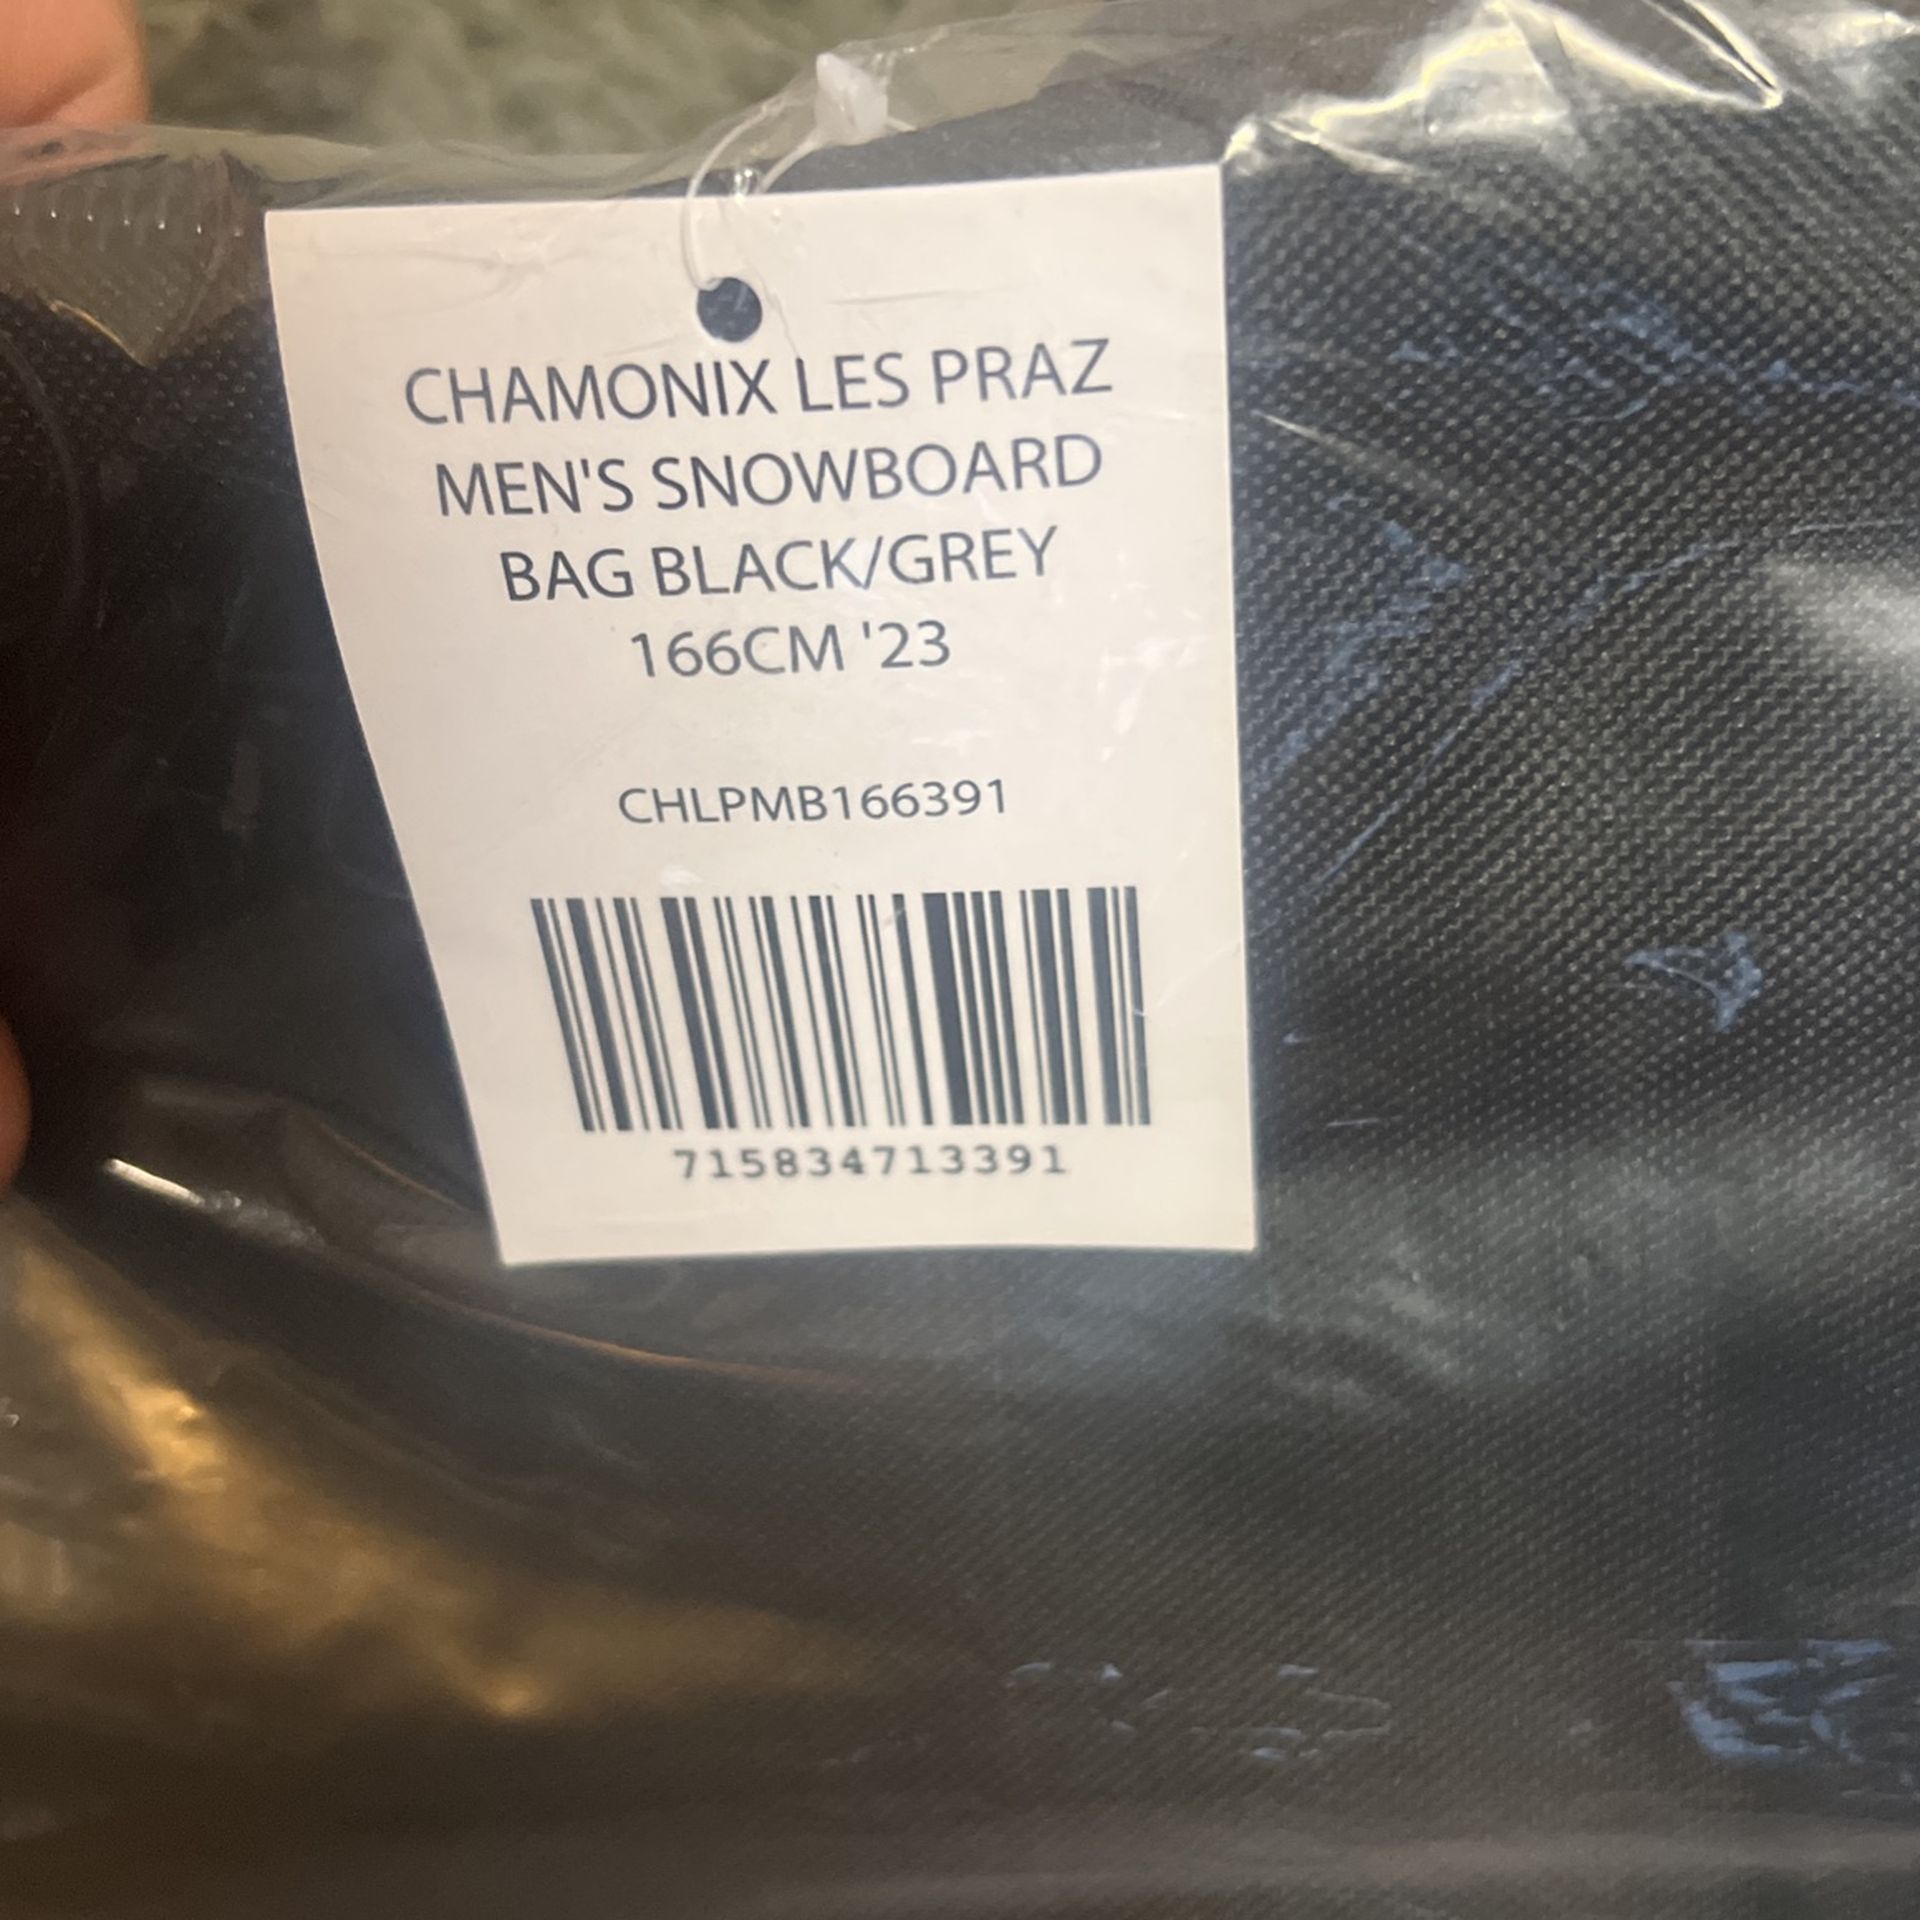 CHAMONIX LES PRAZ
MEN'S SNOWBOARD
BAG BLACK/GREY
166CM '23
CHLPMB166391
715834713391